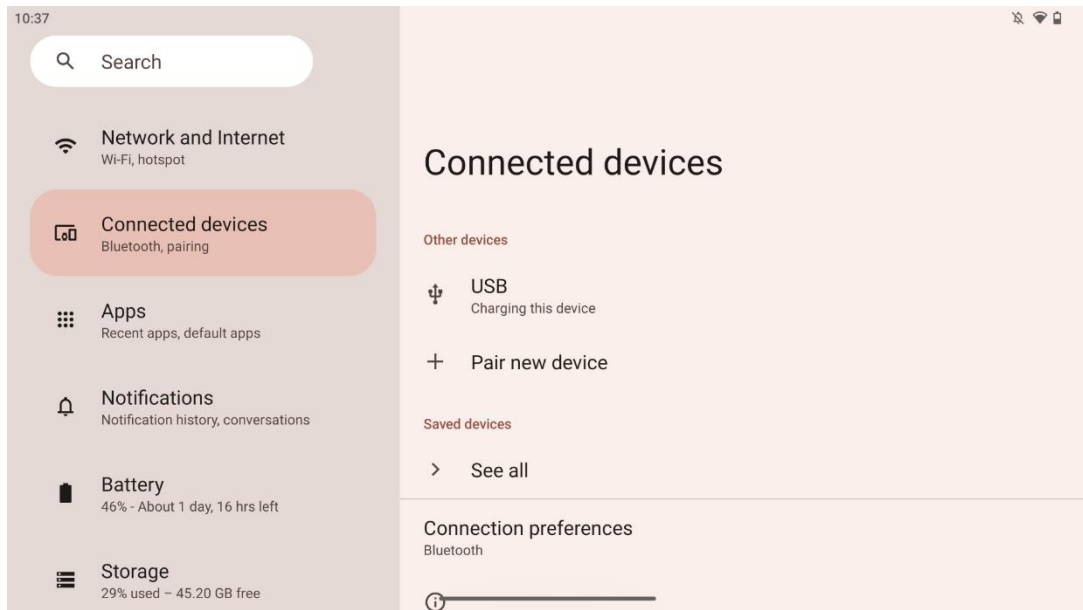 10:37
Search
Network and Internet
Wi-Fi, hotspot
Connected devices
Bluetooth, pairing
Apps
Recent apps, default apps
Notifications
Notification history, conversations
Battery
46% - About 1 day, 16 hrs left
Storage
29% used – 45.20 GB free
Connected devices
Other devices
USB
Charging this device
Pair new device
Saved devices
See all
Connection preferences
Bluetooth